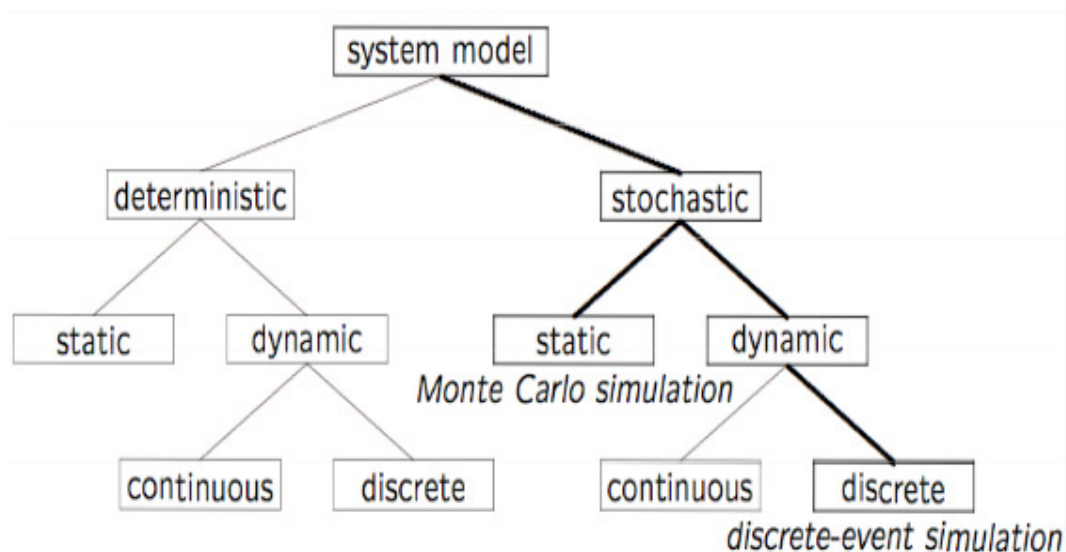 system model
deterministic
stochastic
static
dynamic
static
dynamic
Monte Carlo simulation
continuous
discrete
continuous
discrete
discrete-event simulation